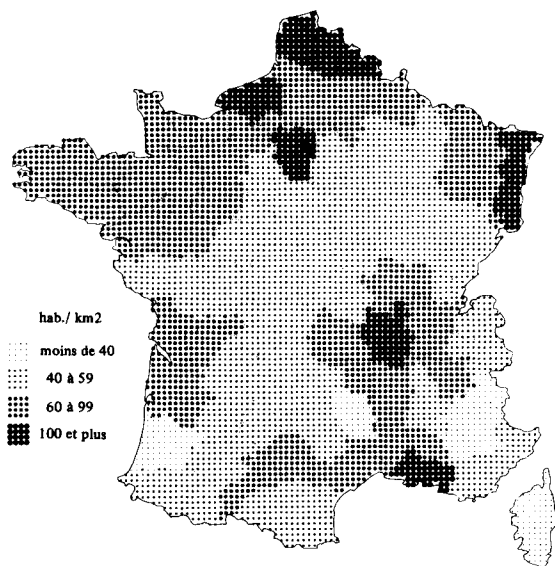 hab./ km2
moins de 40
40 à 59
60 à 99
100 et plus